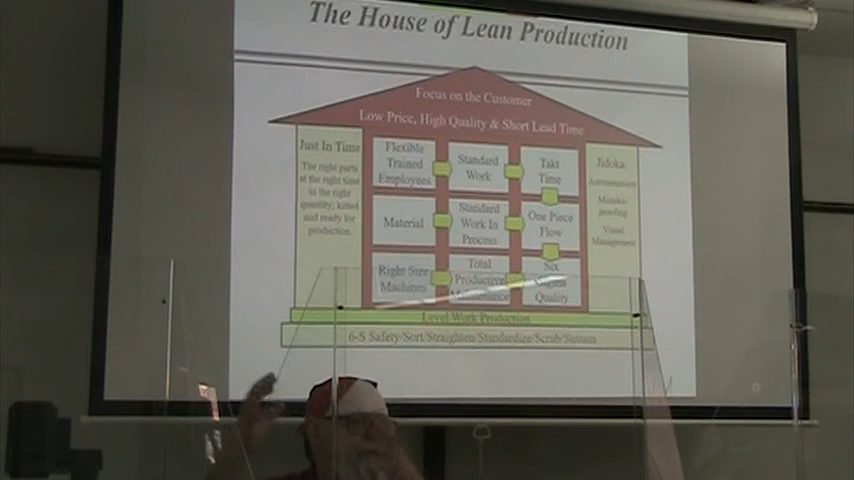 The House of Lean Production
Focus on the Customer
Low Price, High Quality & Short Lead Time
Just In Time
The right parts
at the right time
in the right
quantity; kitted
and ready for
production
Flexible
Trained
Employees
Standard
Work
Takt
Time
Material
Standard
Work In
Process
One Piece
Flow
Right Size
Machines
Total
Productive
Maintenance
Six
Sigma
Quality
Jidoka
Autonomation
Mistake-
proofing
Visual
Management
Level Work Production
6-S Safety/Sort/Straighten/Standardize/Scrub/Sustain